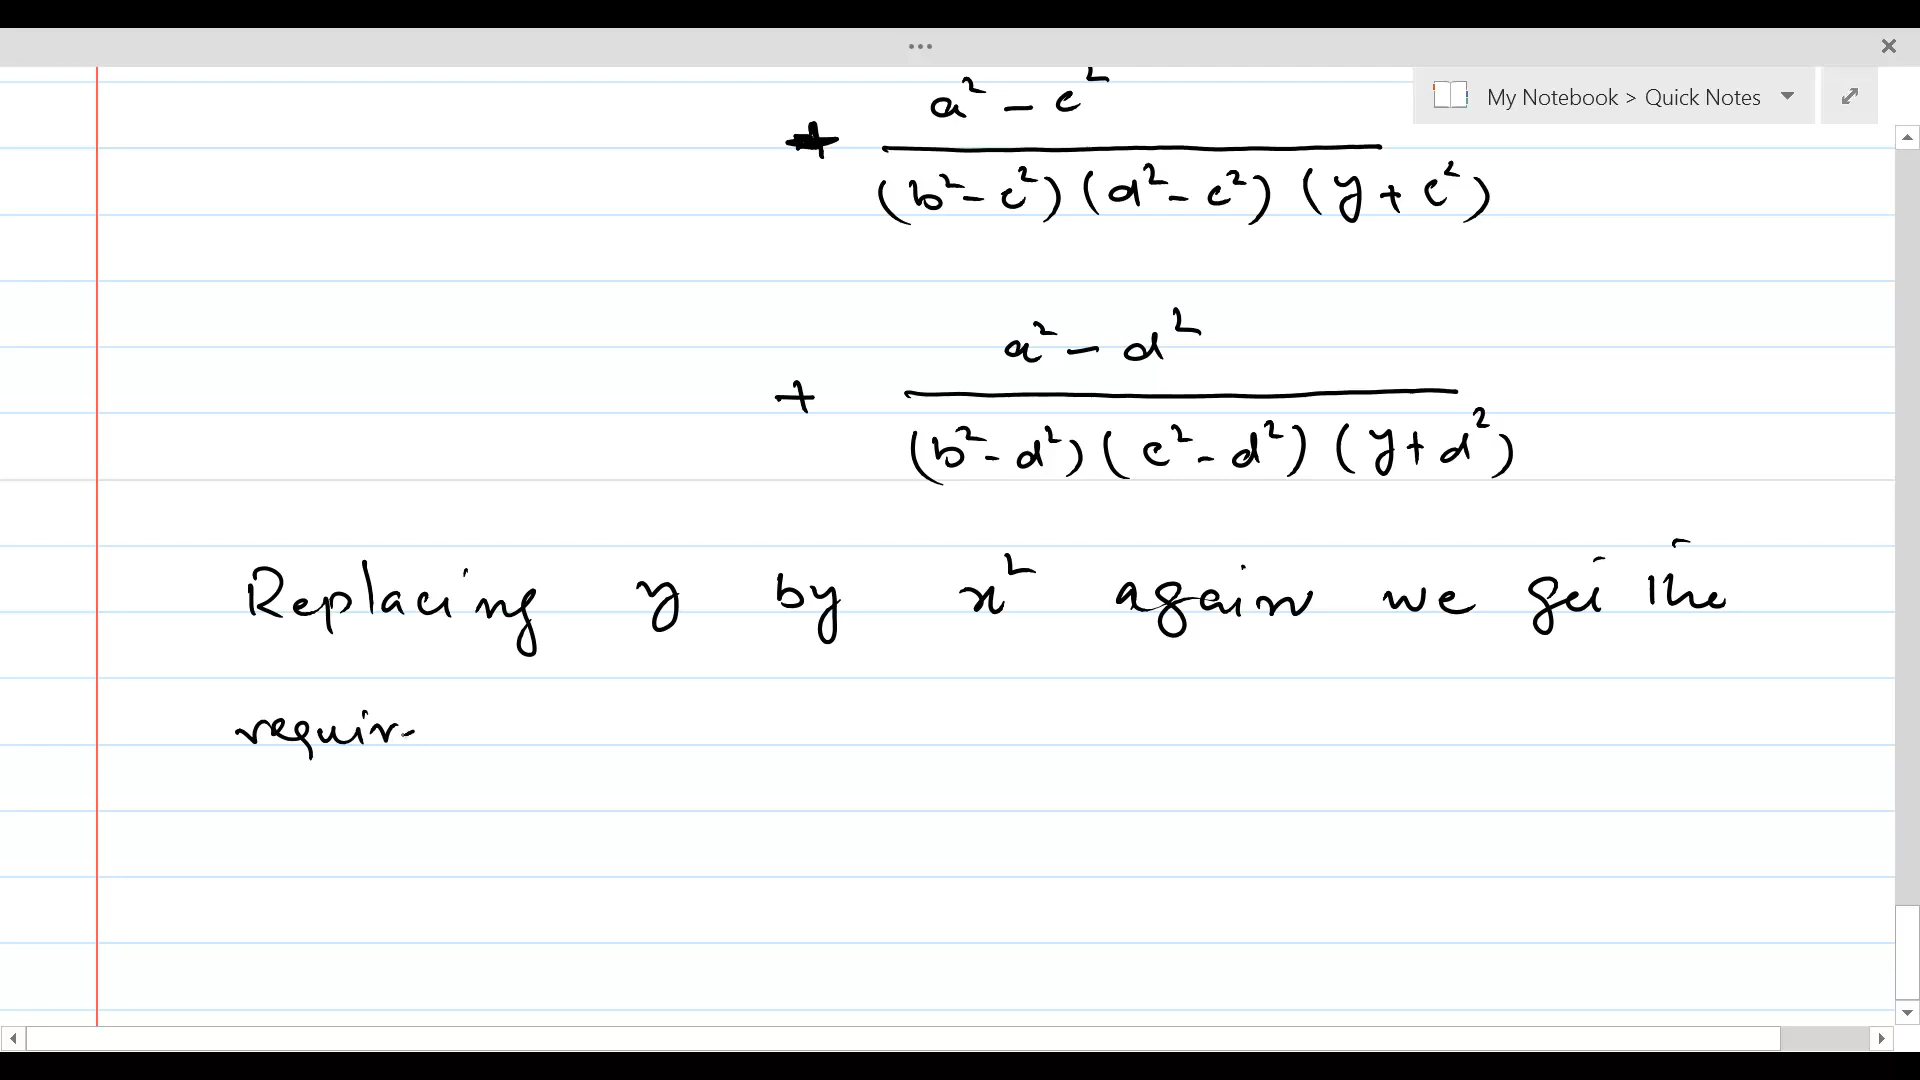 ...
a² - c²
My Notebook > Quick Notes
+
(b² - c²) (d² - c²) (y + c²)
a² - d²
+
(b² - d²) (c² - d²) (y + d²)
Replacing y by x² again we get the
requir